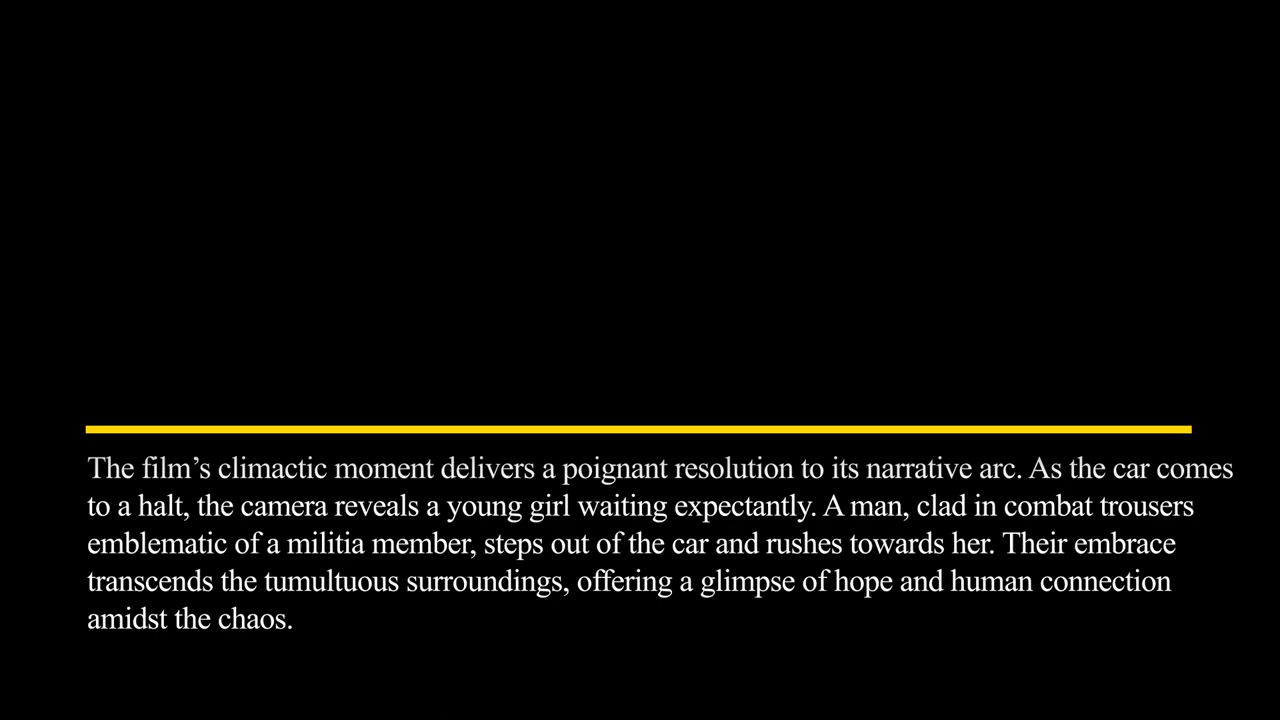 The film’s climactic moment delivers a poignant resolution to its narrative arc. As the car comes
to a halt, the camera reveals a young girl waiting expectantly. A man, clad in combat trousers
emblematic of a militia member, steps out of the car and rushes towards her. Their embrace
transcends the tumultuous surroundings, offering a glimpse of hope and human connection
amidst the chaos.